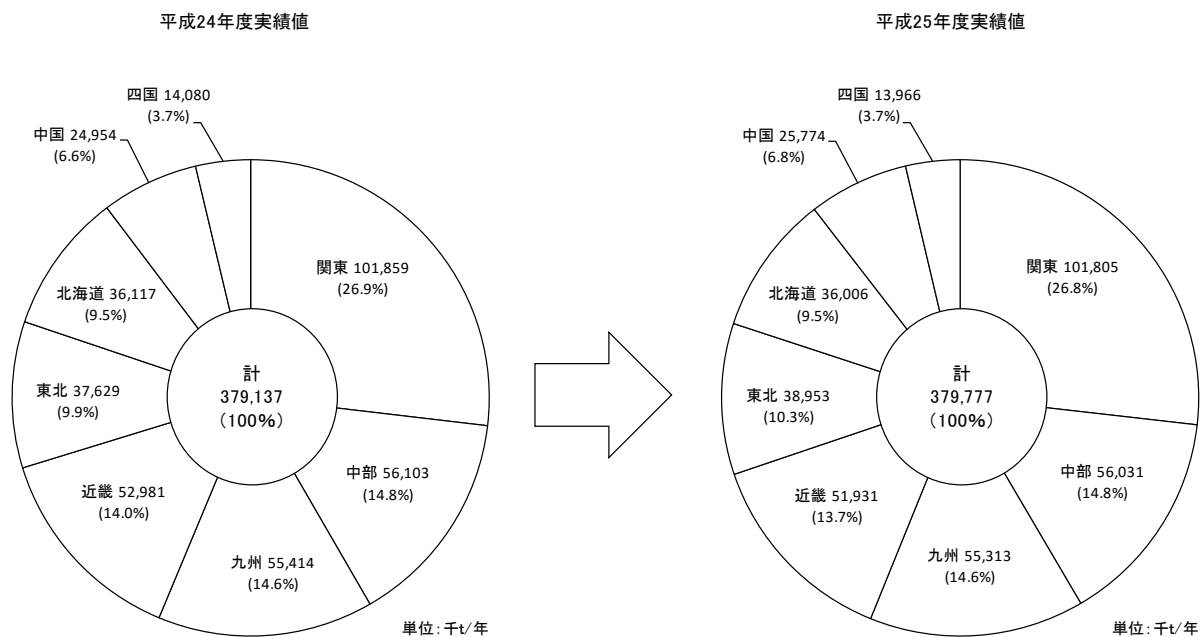 平成24年度実績値
四国 14,080
(3.7%)
中国 24,954
(6.6%)
関東 101,859
(26.9%)
北海道 36,117
(9.5%)
計
379,137
(100%)
東北 37,629
(9.9%)
中部 56,103
(14.8%)
近畿 52,981
(14.0%)
九州 55,414
(14.6%)
単位:千t/年
平成25年度実績値
四国 13,966
(3.7%)
中国 25,774
(6.8%)
関東 101,805
(26.8%)
北海道 36,006
(9.5%)
計
379,777
(100%)
東北 38,953
(10.3%)
中部 56,031
(14.8%)
近畿 51,931
(13.7%)
九州 55,313
(14.6%)
単位:千t/年